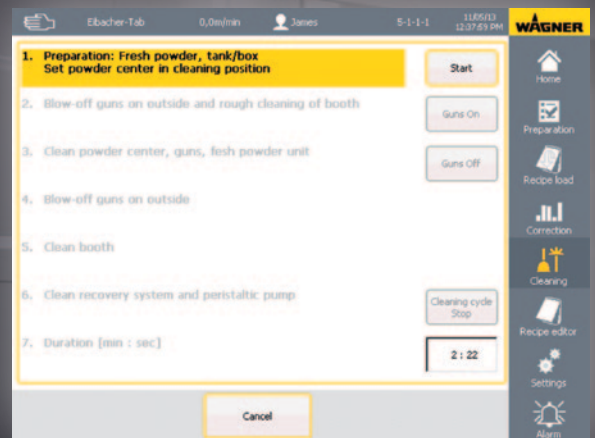 Eibacher-Tab 0,0m/min James 5-1-1-1 11/05/13 12:37:59 PM
WAGNER
1. Preparation: Fresh powder, tank/box
Set powder center in cleaning position
Start
Home
2. Blow-off guns on outside and rough cleaning of booth
Guns On
Preparation
3. Clean powder center, guns, fesh powder unit
Guns Off
Recipe load
4. Blow-off guns on outside
Correction
5. Clean booth
Cleaning
6. Clean recovery system and peristaltic pump
Cleaning cycle
Stop
Recipe editor
7. Duration [min : sec]
2 : 22
Settings
Cancel
Alarm